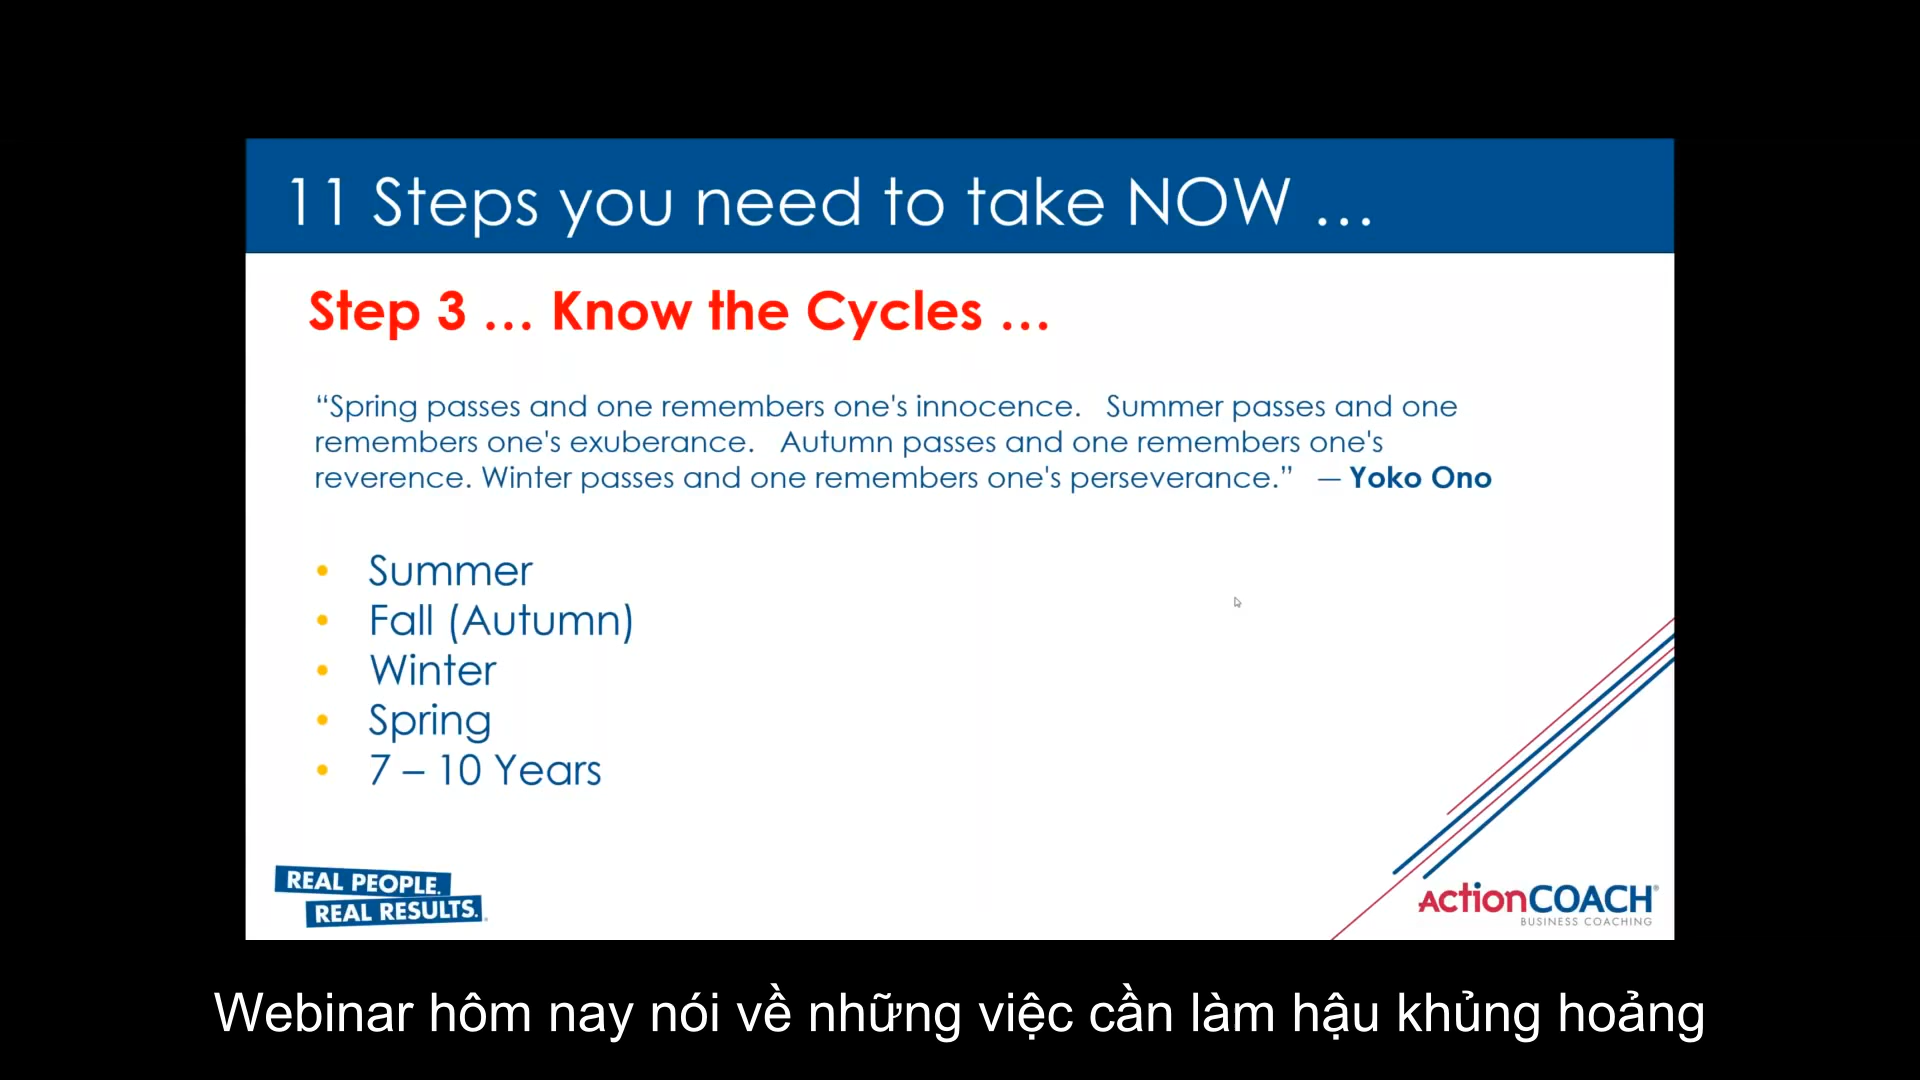 11 Steps you need to take NOW ...
Step 3 ... Know the Cycles ...
“Spring passes and one remembers one's innocence. Summer passes and one
remembers one's exuberance. Autumn passes and one remembers one's
reverence. Winter passes and one remembers one's perseverance.” — Yoko Ono
• Summer
• Fall (Autumn)
• Winter
• Spring
• 7 – 10 Years
REAL PEOPLE.
REAL RESULTS.
ActionCOACH®
BUSINESS COACHING
Webinar hôm nay nói về những việc cần làm hậu khủng hoảng